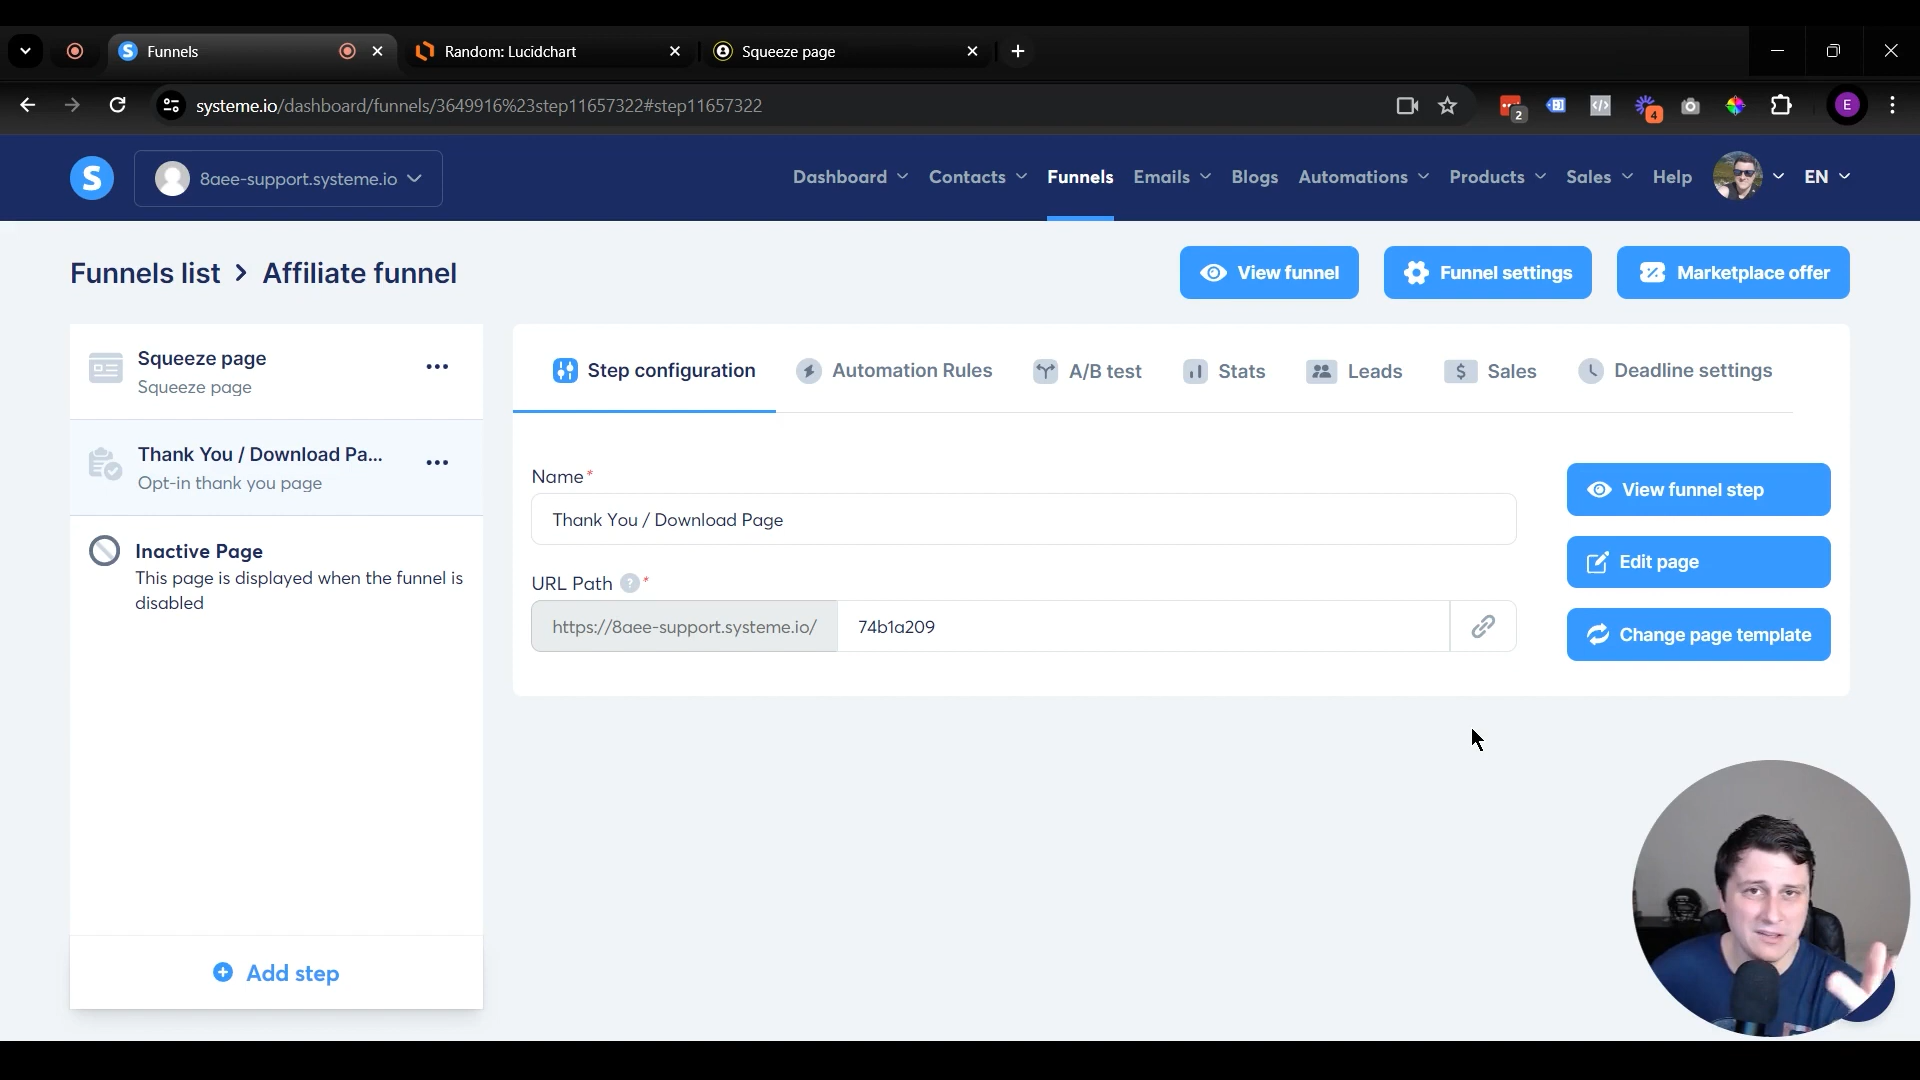 Funnels
Random: Lucidchart
Squeeze page
systeme.io/dashboard/funnels/3649916%23step11657322#step11657322
2
4
E
S
8aee-support.systeme.io
Dashboard
Contacts
Funnels
Emails
Blogs
Automations
Products
Sales
Help
EN
Funnels list > Affiliate funnel
View funnel
Funnel settings
Marketplace offer
Squeeze page
Squeeze page
Thank You / Download Pa...
Opt-in thank you page
Inactive Page
This page is displayed when the funnel is
disabled
Add step
Step configuration
Automation Rules
A/B test
Stats
Leads
$ Sales
Deadline settings
Name*
Thank You / Download Page
URL Path ? *
https://8aee-support.systeme.io/
74b1a209
View funnel step
Edit page
Change page template